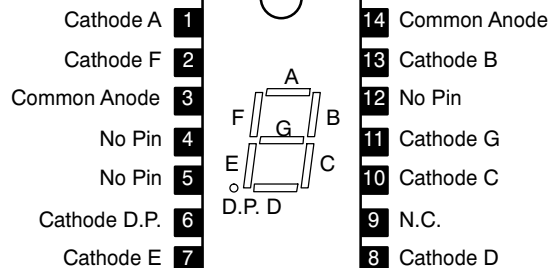 Cathode A 1 14 Common Anode
Cathode F 2 13 Cathode B
A
Common Anode 3 12 No Pin
F B
G
No Pin 4 11 Cathode G
E C
No Pin 5 10 Cathode C
D.P. D
Cathode D.P. 6 9 N.C.
Cathode E 7 8 Cathode D